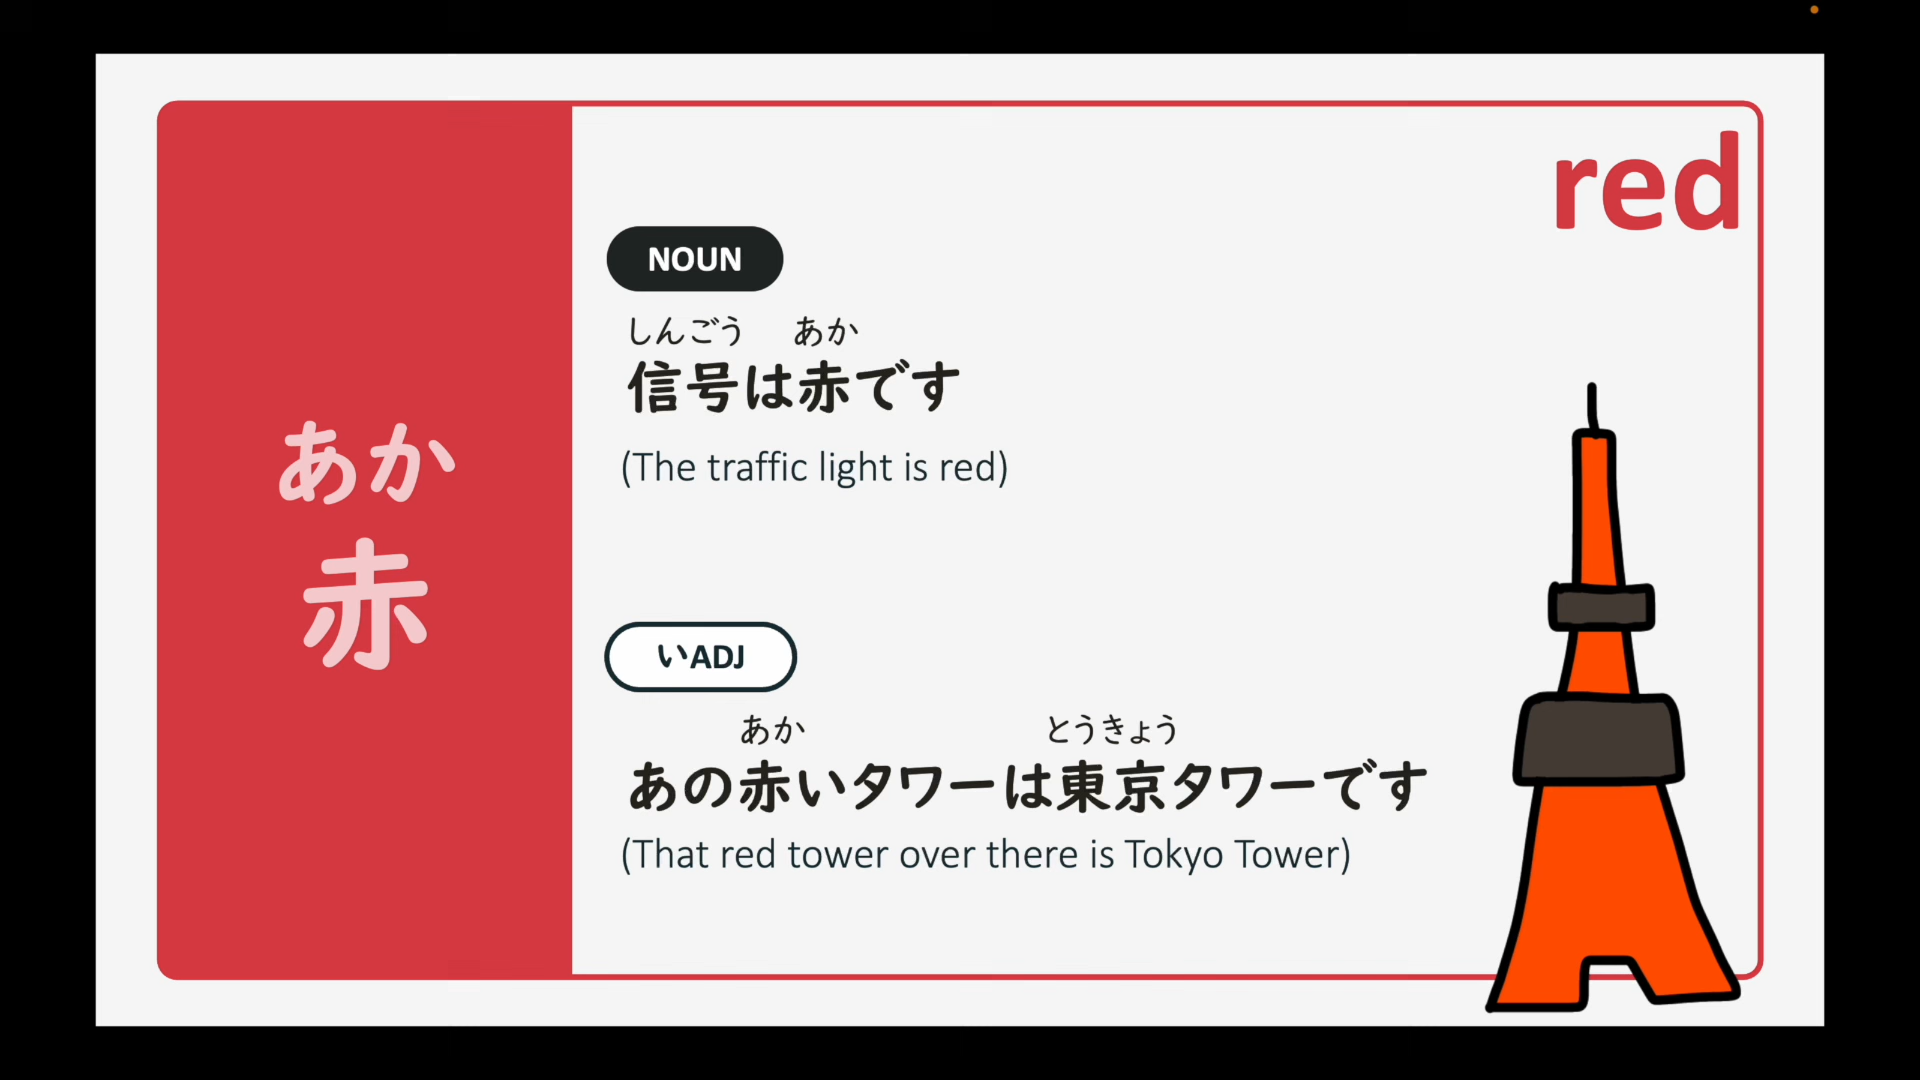 あか
赤
red
NOUN
しんごう あか
信号は赤です
(The traffic light is red)
いADJ
あか とうきょう
あの赤いタワーは東京タワーです
(That red tower over there is Tokyo Tower)